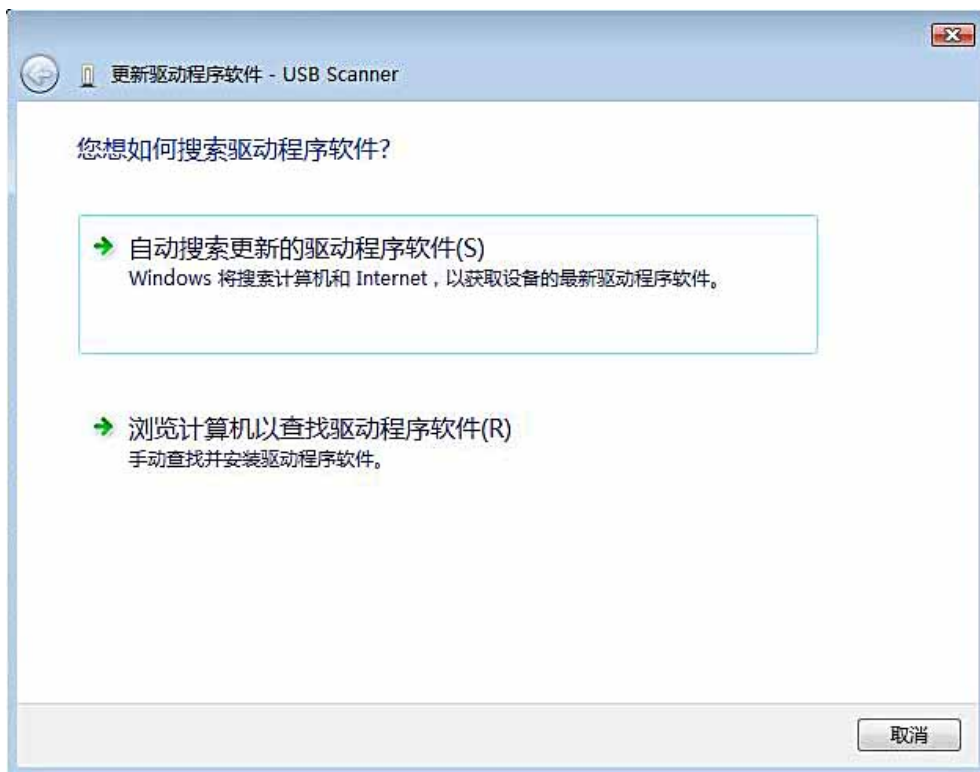 更新驱动程序软件 - USB Scanner
您想如何搜索驱动程序软件?
自动搜索更新的驱动程序软件(S)
Windows 将搜索计算机和 Internet，以获取设备的最新驱动程序软件。
浏览计算机以查找驱动程序软件(R)
手动查找并安装驱动程序软件。
取消